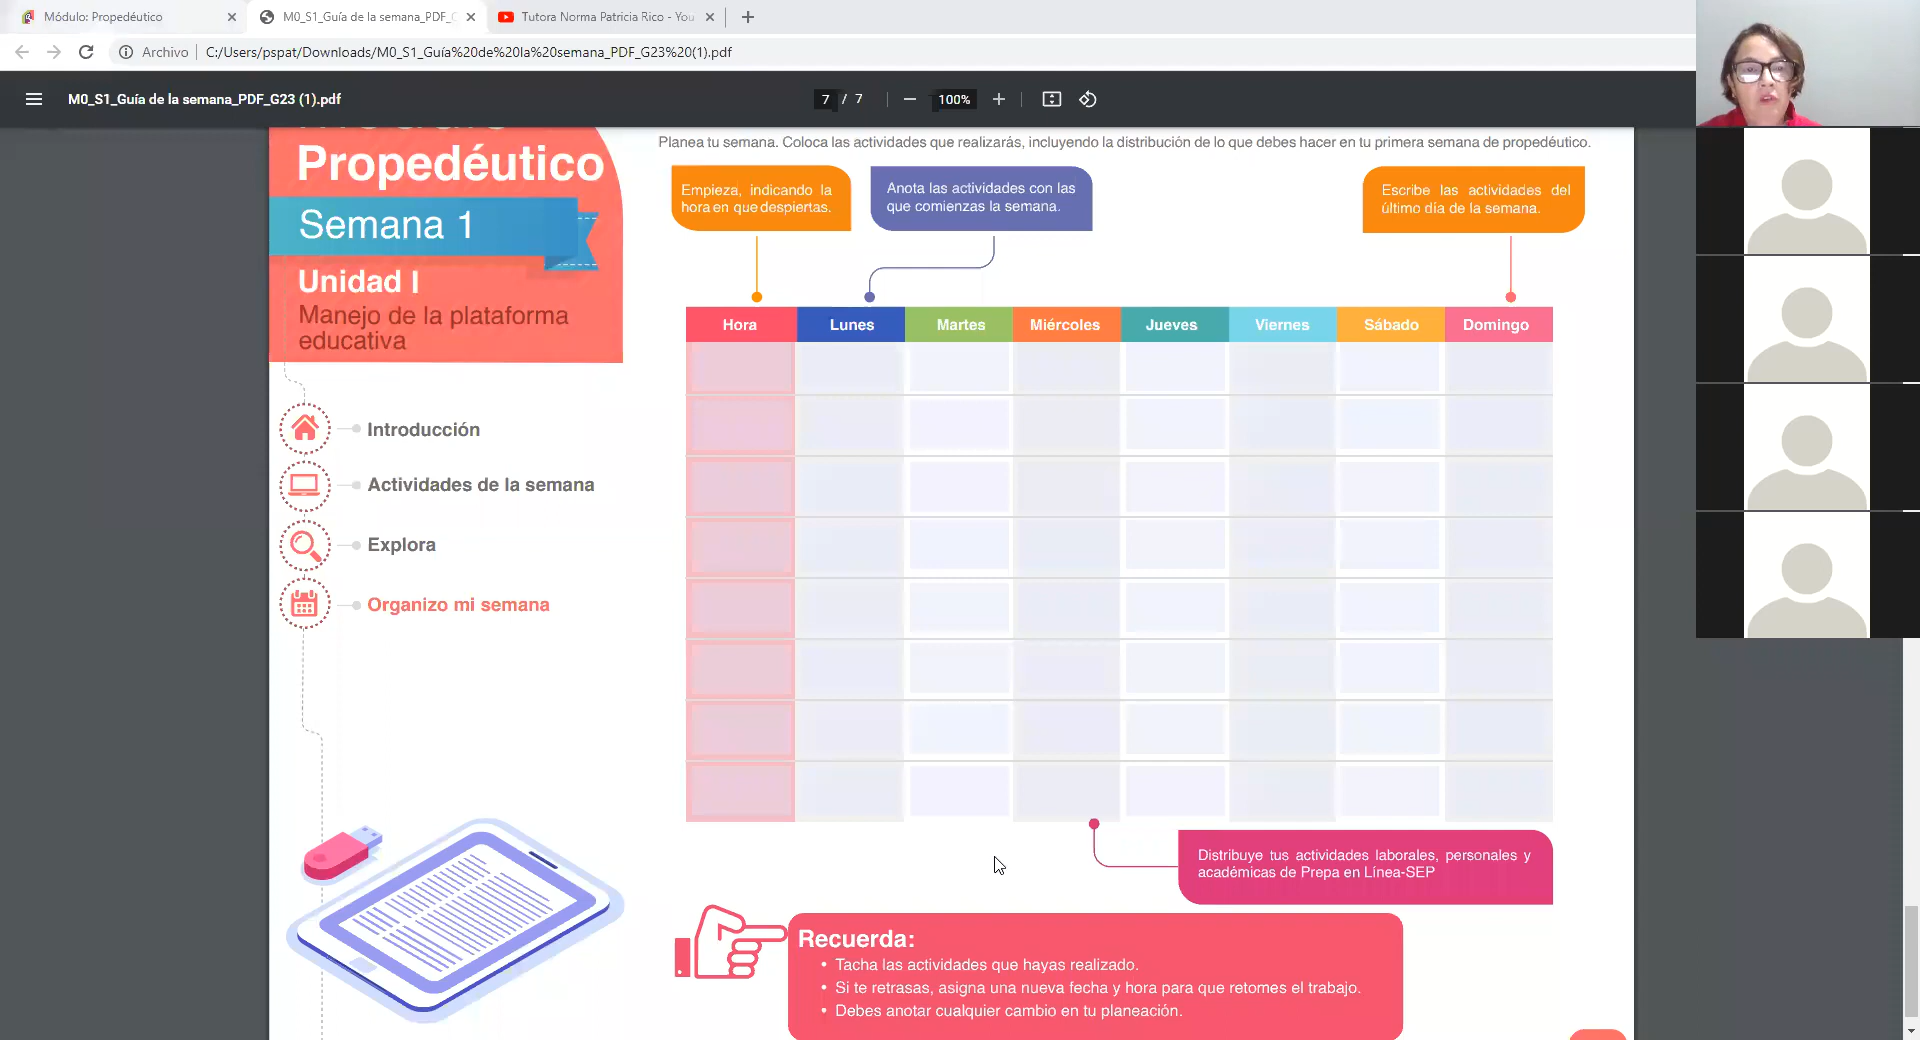 Módulo: Propedéutico
M0_S1_Guía de la semana_PDF_G
Tutora Norma Patricia Rico - You
Archivo
C:/Users/pspat/Downloads/M0_S1_Guía%20de%20la%20semana_PDF_G23%20(1).pdf
M0_S1_Guía de la semana_PDF_G23 (1).pdf
7 / 7
100%
Propedéutico
Semana 1
Unidad I
Manejo de la plataforma
educativa
Introducción
Actividades de la semana
Explora
Organizo mi semana
Planea tu semana. Coloca las actividades que realizarás, incluyendo la distribución de lo que debes hacer en tu primera semana de propedéutico.
Empieza, indicando la
hora en que despiertas.
Anota las actividades con las
que comienzas la semana.
Escribe las actividades del
último día de la semana.
Hora Lunes Martes Miércoles Jueves Viernes Sábado Domingo
Distribuye tus actividades laborales, personales y
académicas de Prepa en Línea-SEP
Recuerda:
• Tacha las actividades que hayas realizado.
• Si te retrasas, asigna una nueva fecha y hora para que retomes el trabajo.
• Debes anotar cualquier cambio en tu planeación.